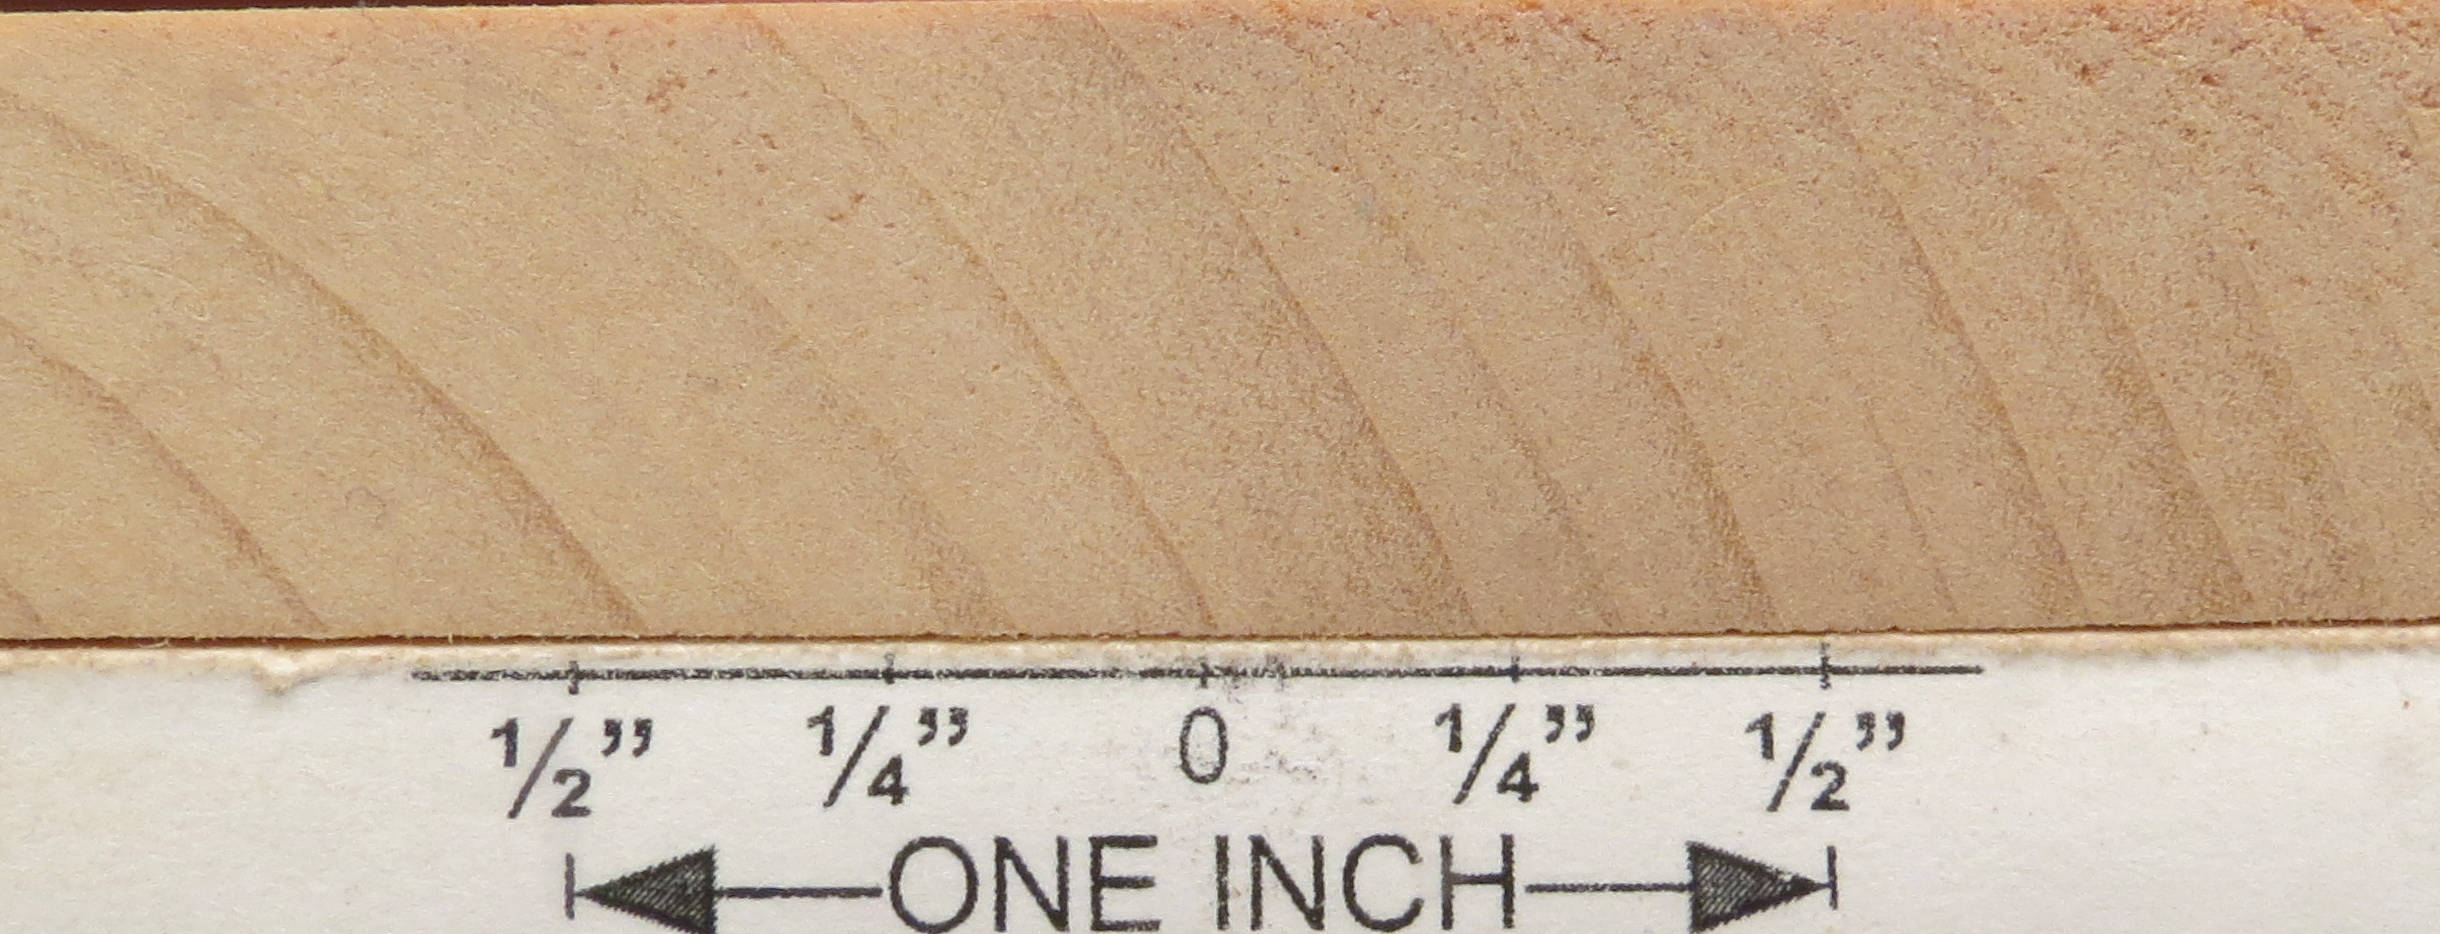 1/2” 1/4” 0 1/4” 1/2”
ONE INCH